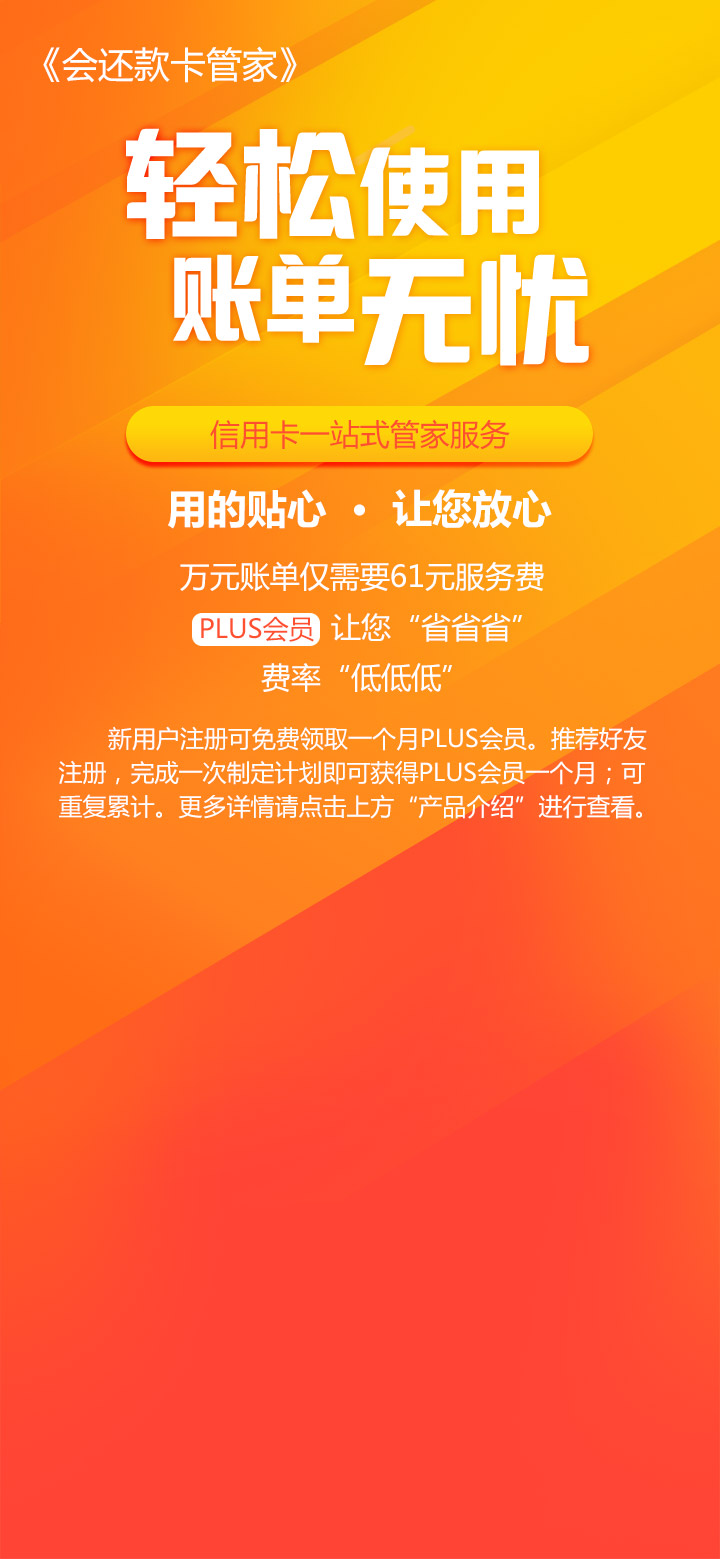 《会还款卡管家》
轻松使用
账单无忧
信用卡一站式管家服务
用的贴心 · 让您放心
万元账单仅需要61元服务费
PLUS会员 让您“省省省”
费率“低低低”
新用户注册可免费领取一个月PLUS会员。推荐好友
注册，完成一次制定计划即可获得PLUS会员一个月；可
重复累计。更多详情请点击上方“产品介绍”进行查看。